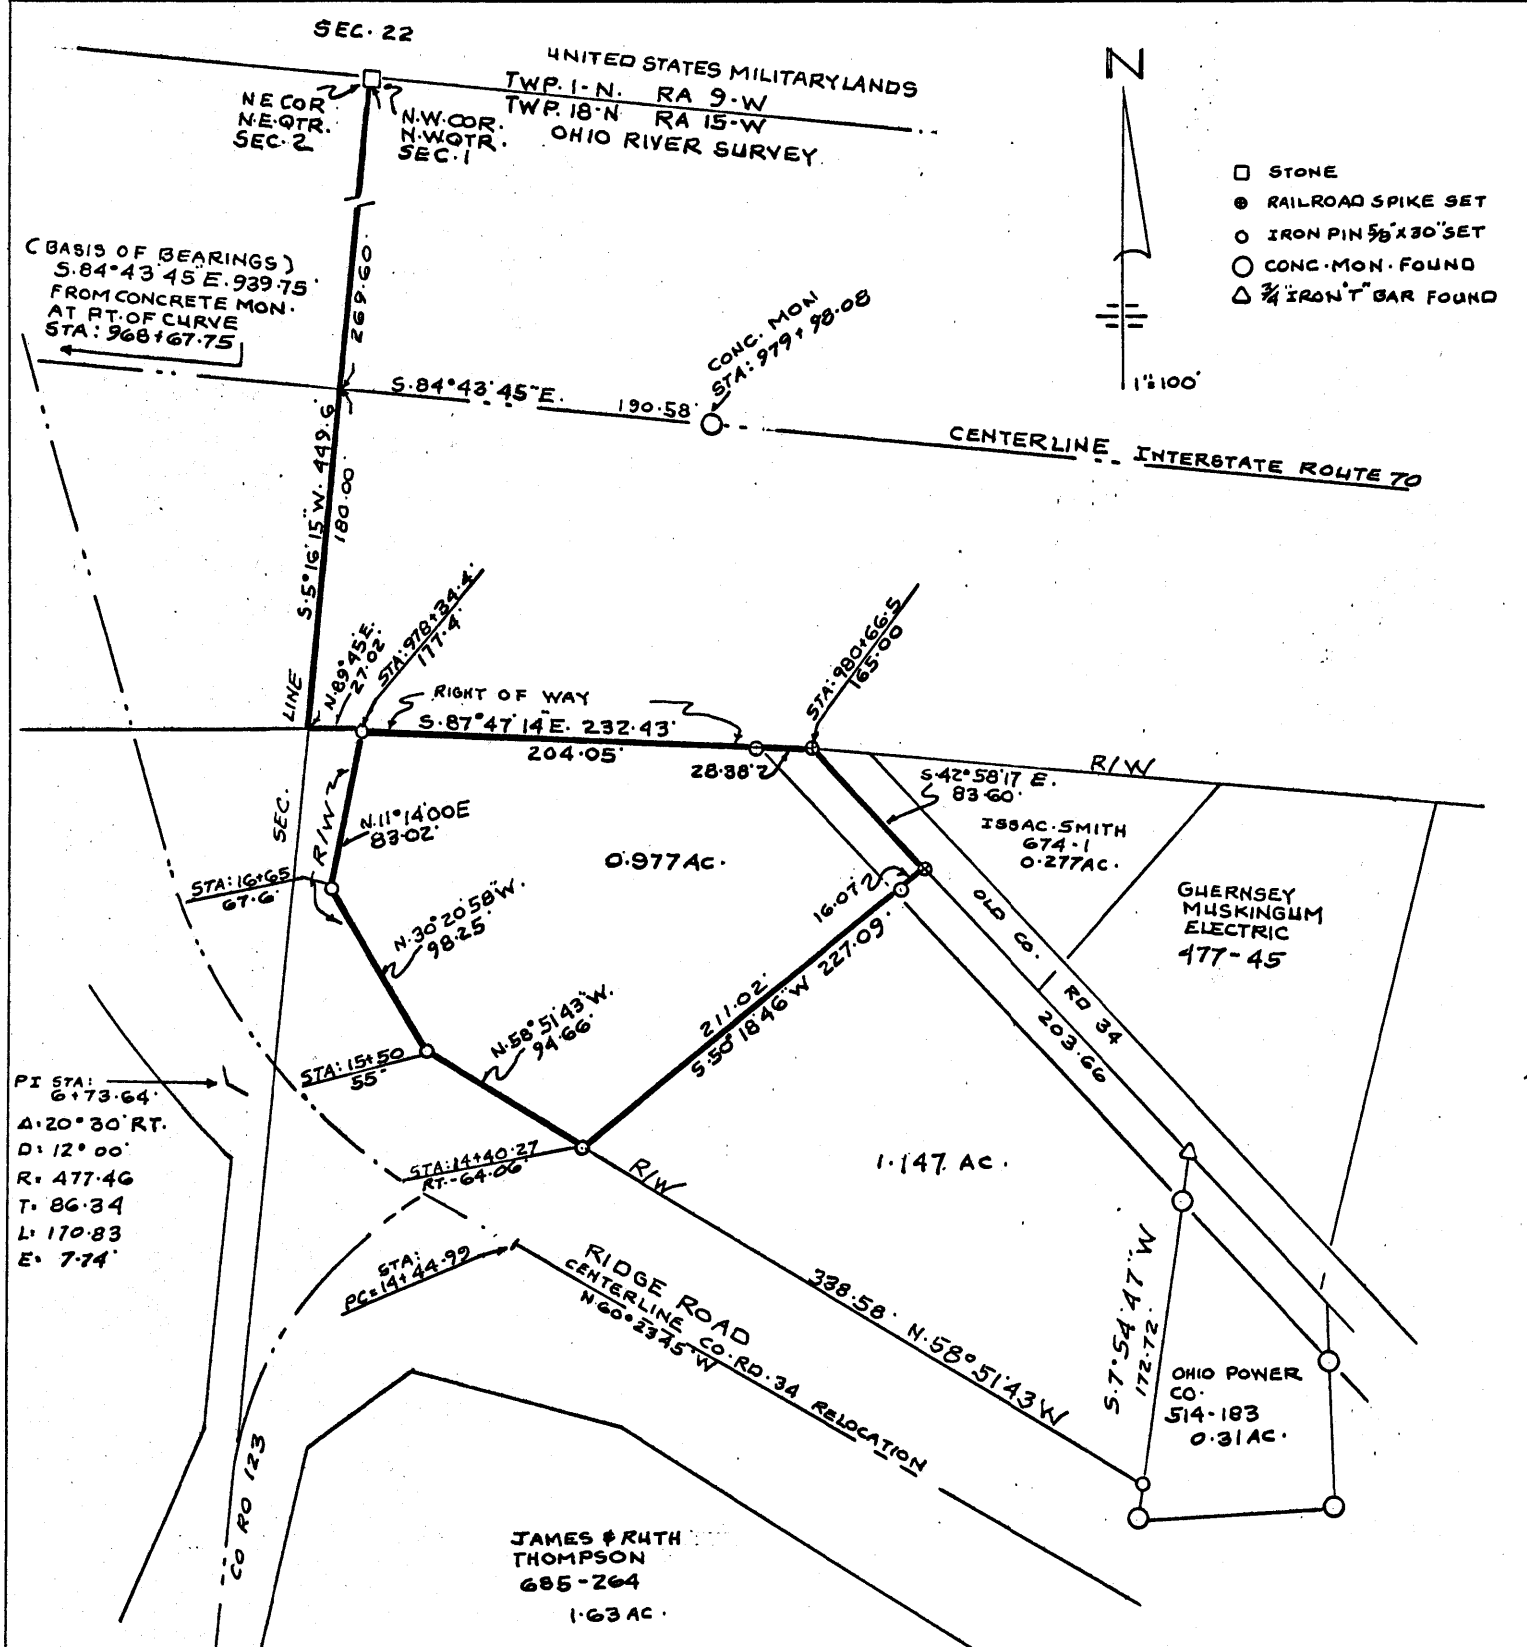 SEC. 22
UNITED STATES MILITARY LANDS
TWP. 1-N. RA 9-W
TWP. 18-N RA 15-W
OHIO RIVER SURVEY.
N E COR
N.E.QTR.
SEC. 2
N.W.COR.
N.WQTR.
SEC. 1
N
1"=100'
STONE
RAILROAD SPIKE SET
IRON PIN 5/8" X 30" SET
CONC. MON. FOUND
3/4" IRON "T" BAR FOUND
(BASIS OF BEARINGS)
S.84°43'45"E. 939.75'
FROM CONCRETE MON.
AT PT. OF CURVE
STA: 968+67.75
269.60
CONC. MON
STA: 979+98.08
S.84°43'45"E.
190.58'
CENTERLINE INTERSTATE ROUTE 70
S.5°16'15"W. 449.6'
180.00
LINE
SEC.
N.89°45'E.
27.02'
STA: 978+34.4'
177.4'
RIGHT OF WAY
S.87°47'14"E. 232.43'
204.05'
28.38'
STA: 980+66.5
165.00
R/W
S.42°58'17 E.
83.60'
ISSAC. SMITH
674-1
0.277AC.
GUERNSEY
MUSKINGUM
ELECTRIC
477-45
R/W
N.11°14'00E
83.02'
0.977AC.
STA: 16+65
67.6'
16.07'
OLD CO. RD 34
203.66
N.30°20'58"W.
98.25'
N.58°51'43"W.
94.66'
211.02'
S.50°18'46"W 227.09'
STA: 15+50
55'
PI STA:
6+73.64'
Δ: 20°30' RT.
D: 12°00'
R: 477.46
T: 86.34
L: 170.83
E: 7.74'
STA: 14+40.27
RT.-64.06'
R/W
1.147 AC.
STA:
PC=14+44.99
RIDGE ROAD
CENTERLINE CO. RD. 34 RELOCATION
N.60°23'45"W
338.58' N.58°51'43 W
S.7°54'47"W
172.72'
OHIO POWER
CO.
514-183
0.31AC.
CO RD 123
JAMES & RUTH
THOMPSON
685-264
1.63 AC.